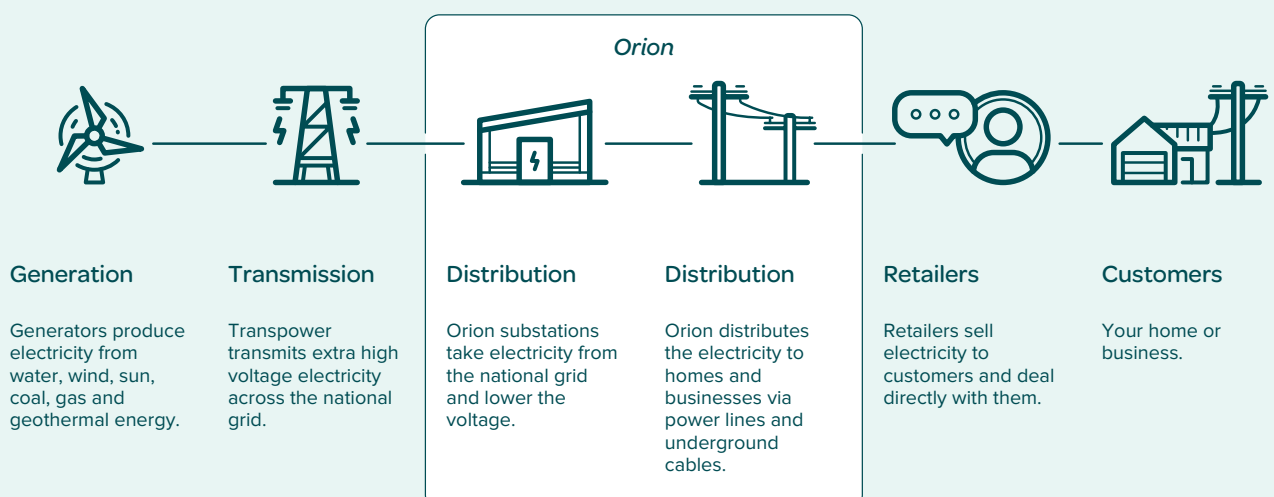 Orion
Generation
Generators produce
electricity from
water, wind, sun,
coal, gas and
geothermal energy.
Transmission
Transpower
transmits extra high
voltage electricity
across the national
grid.
Distribution
Orion substations
take electricity from
the national grid
and lower the
voltage.
Distribution
Orion distributes
the electricity to
homes and
businesses via
power lines and
underground
cables.
Retailers
Retailers sell
electricity to
customers and deal
directly with them.
Customers
Your home or
business.